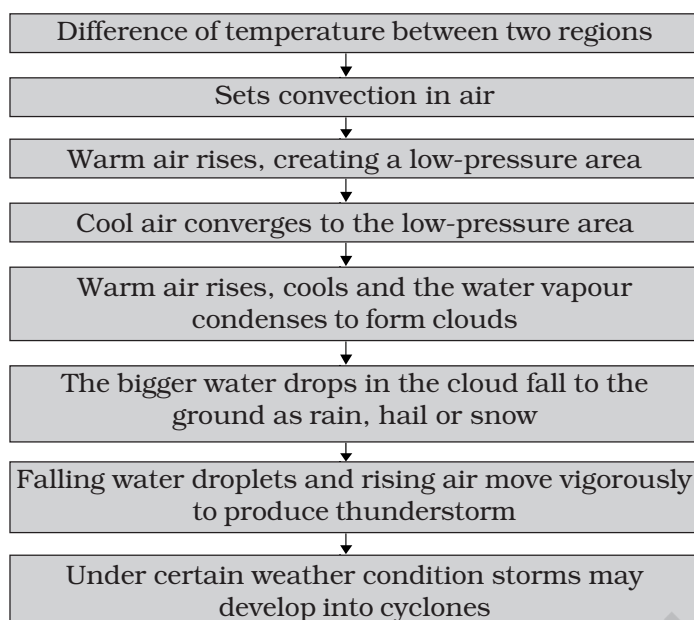 Difference of temperature between two regions
Sets convection in air
Warm air rises, creating a low-pressure area
Cool air converges to the low-pressure area
Warm air rises, cools and the water vapour
condenses to form clouds
The bigger water drops in the cloud fall to the
ground as rain, hail or snow
Falling water droplets and rising air move vigorously
to produce thunderstorm
Under certain weather condition storms may
develop into cyclones